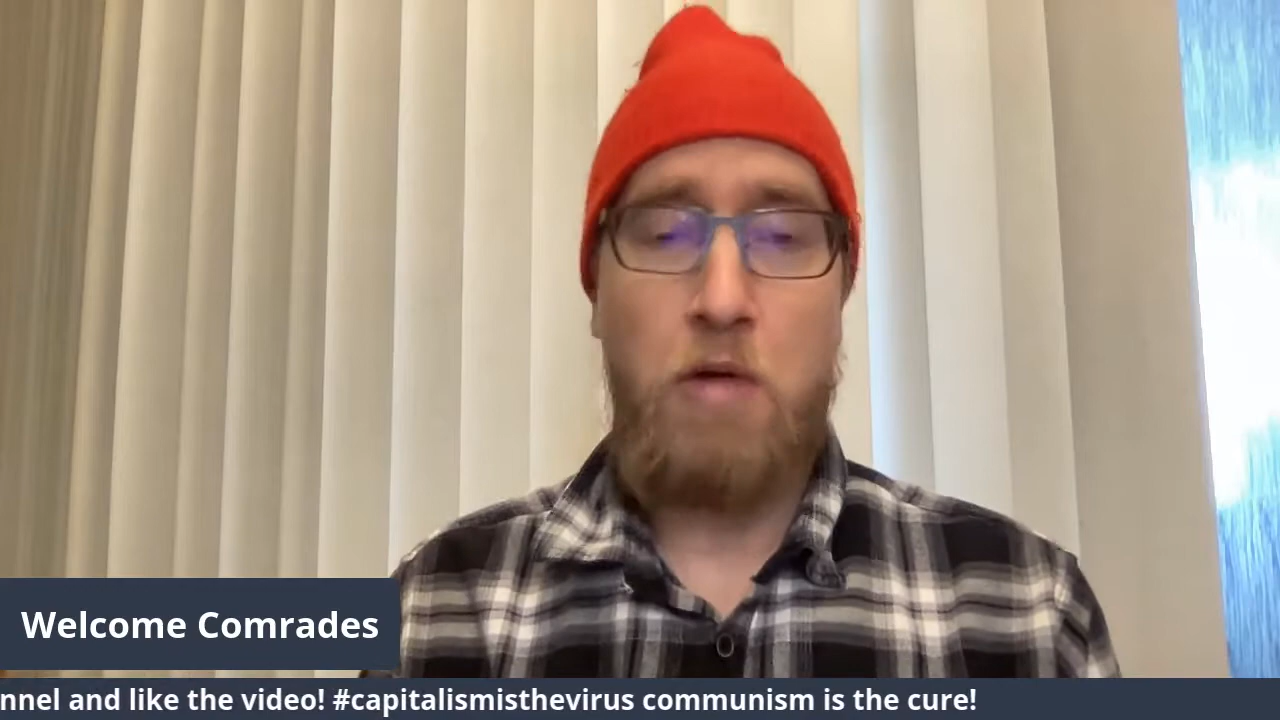 Welcome Comrades
nnel and like the video! #capitalismisthevirus communism is the cure!